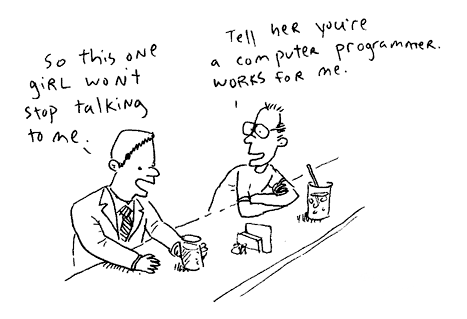 So this one
giRL won't
stop talking
to me.
Tell her you're
a computer programmer.
works for me.